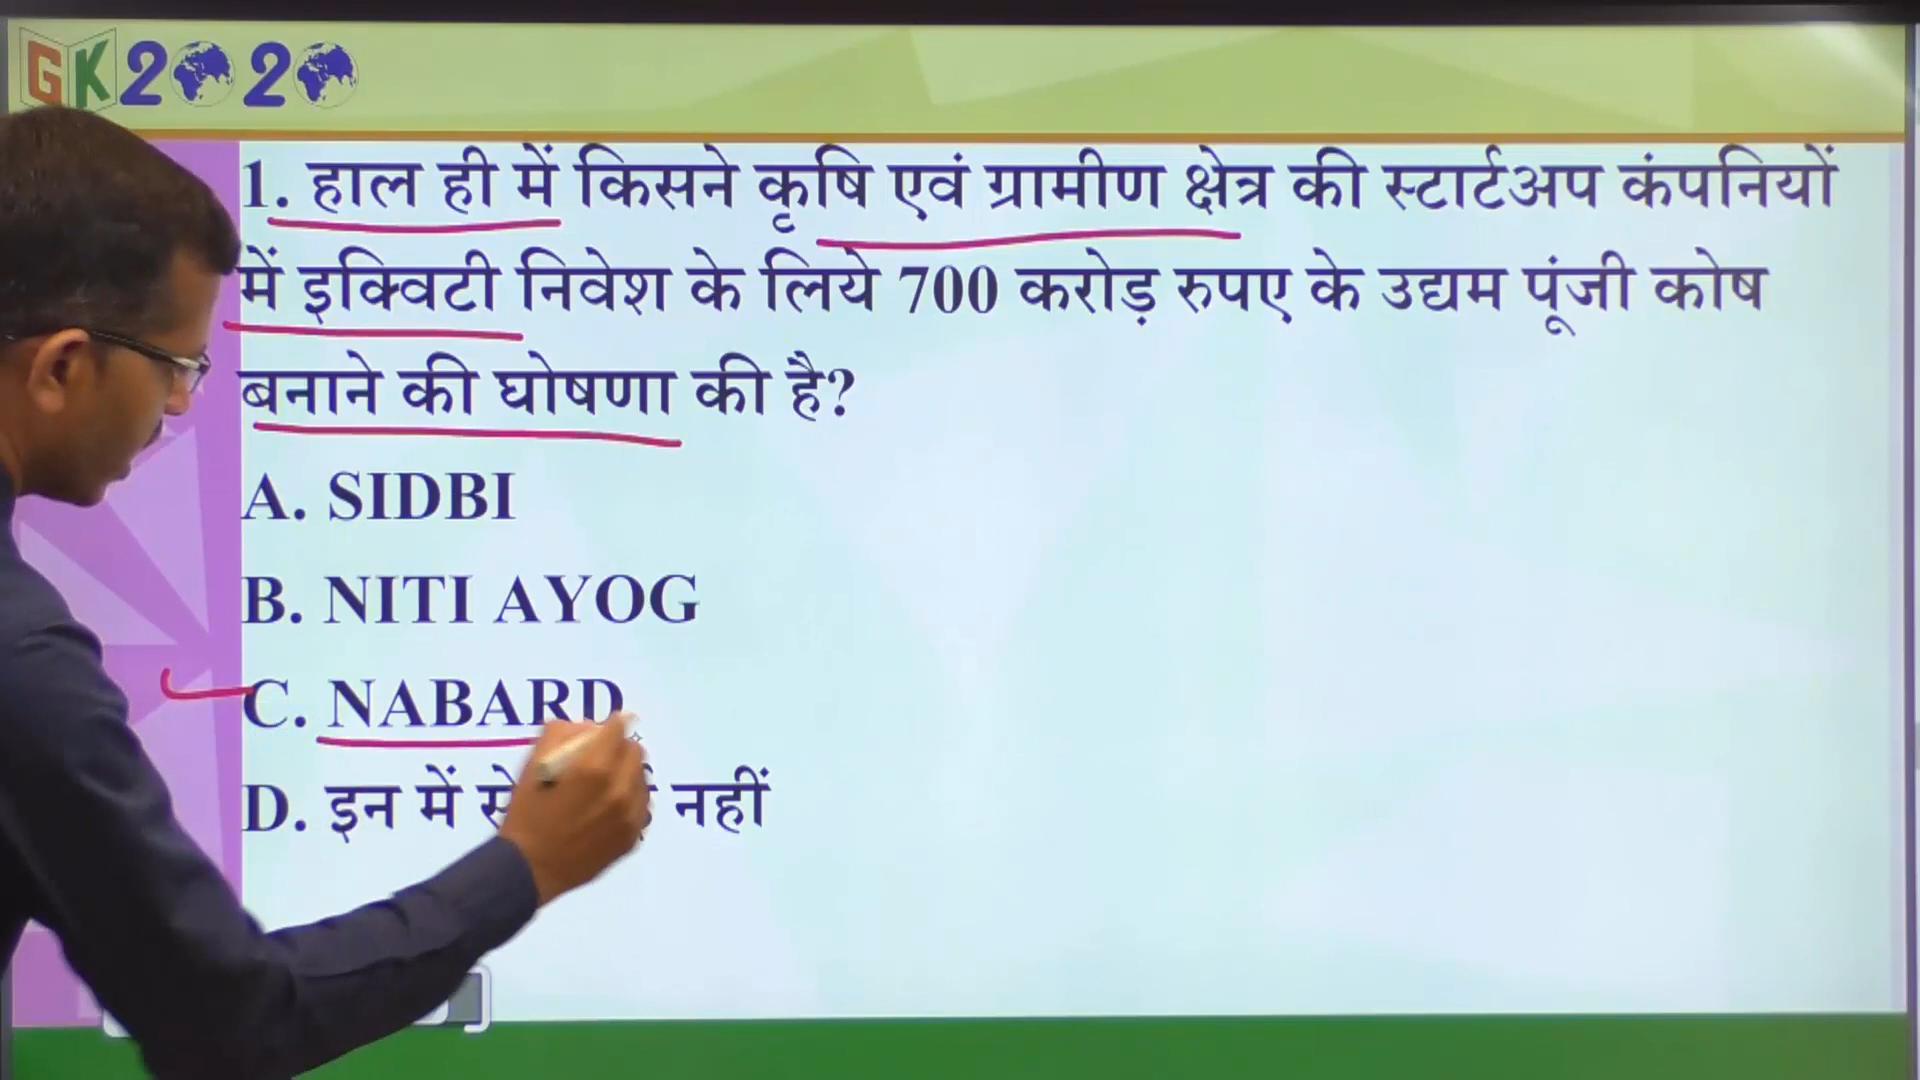 GK2020
1. हाल ही में किसने कृषि एवं ग्रामीण क्षेत्र की स्टार्टअप कंपनियों
में इक्विटी निवेश के लिये 700 करोड़ रुपए के उद्यम पूंजी कोष
बनाने की घोषणा की है?
A. SIDBI
B. NITI AYOG
C. NABARD
D. इन में से नहीं